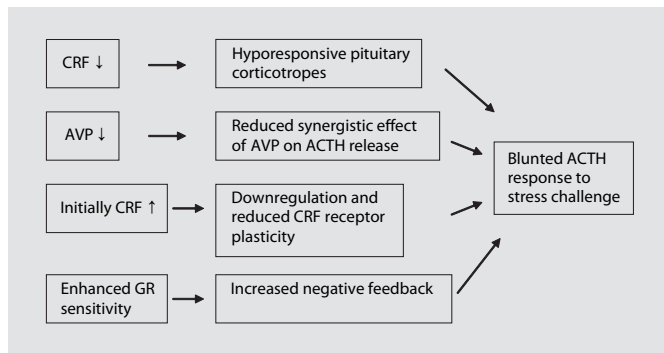 CRF ↓
Hyporesponsive pituitary
corticotropes
AVP ↓
Reduced synergistic effect
of AVP on ACTH release
Initially CRF ↑
Downregulation and
reduced CRF receptor
plasticity
Enhanced GR
sensitivity
Increased negative feedback
Blunted ACTH
response to
stress challenge